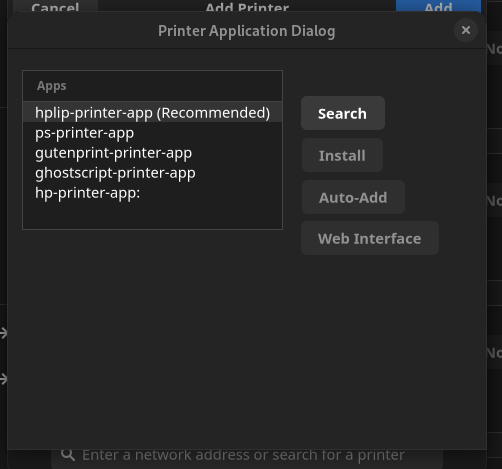 Cancel Add Printer Add
Printer Application Dialog
Apps
hplip-printer-app (Recommended)
ps-printer-app
gutenprint-printer-app
ghostscript-printer-app
hp-printer-app:
Search
Install
Auto-Add
Web Interface
No
No
No
Enter a network address or search for a printer